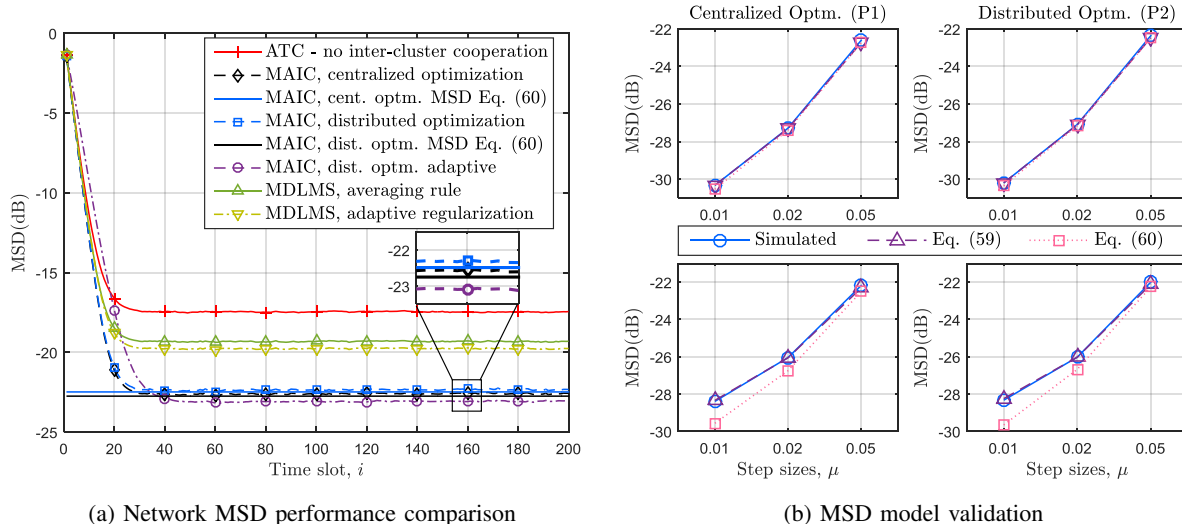 0
-5
-10
-15
-20
-25
MSD(dB)
ATC - no inter-cluster cooperation
MAIC, centralized optimization
MAIC, cent. optm. MSD Eq. (60)
MAIC, distributed optimization
MAIC, dist. optm. MSD Eq. (60)
MAIC, dist. optm. adaptive
MDLMS, averaging rule
MDLMS, adaptive regularization
-22
-23
0 20 40 60 80 100 120 140 160 180 200
Time slot, i
(a) Network MSD performance comparison
Centralized Optm. (P1)
-22
-24
-26
-28
-30
MSD(dB)
0.01 0.02 0.05
Distributed Optm. (P2)
-22
-24
-26
-28
-30
MSD(dB)
0.01 0.02 0.05
Simulated Eq. (59) Eq. (60)
-22
-24
-26
-28
-30
MSD(dB)
0.01 0.02 0.05
Step sizes, μ
-22
-24
-26
-28
-30
MSD(dB)
0.01 0.02 0.05
Step sizes, μ
(b) MSD model validation